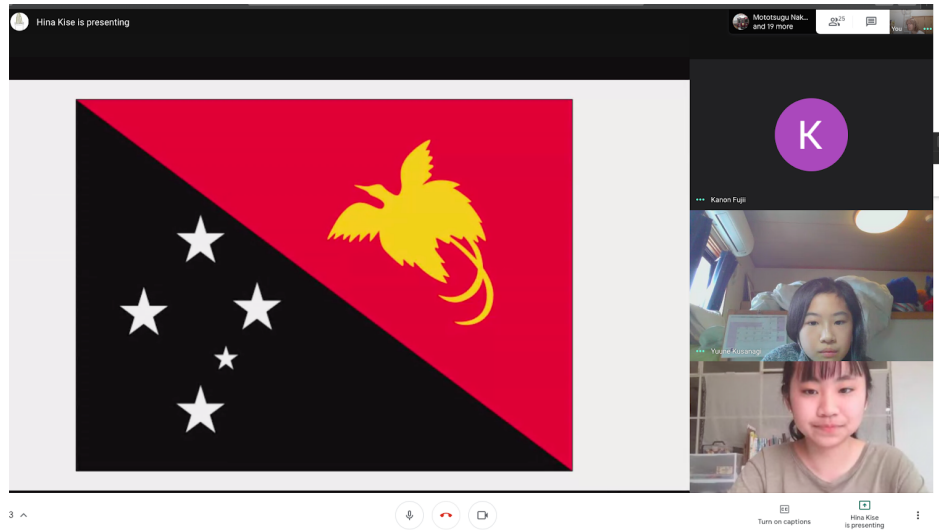 Hina Kise is presenting
Mototsugu Nak...
and 19 more
25
You
K
Kanon Fujii
Yuune Kusanagi
3
Turn on captions
Hina Kise
is presenting